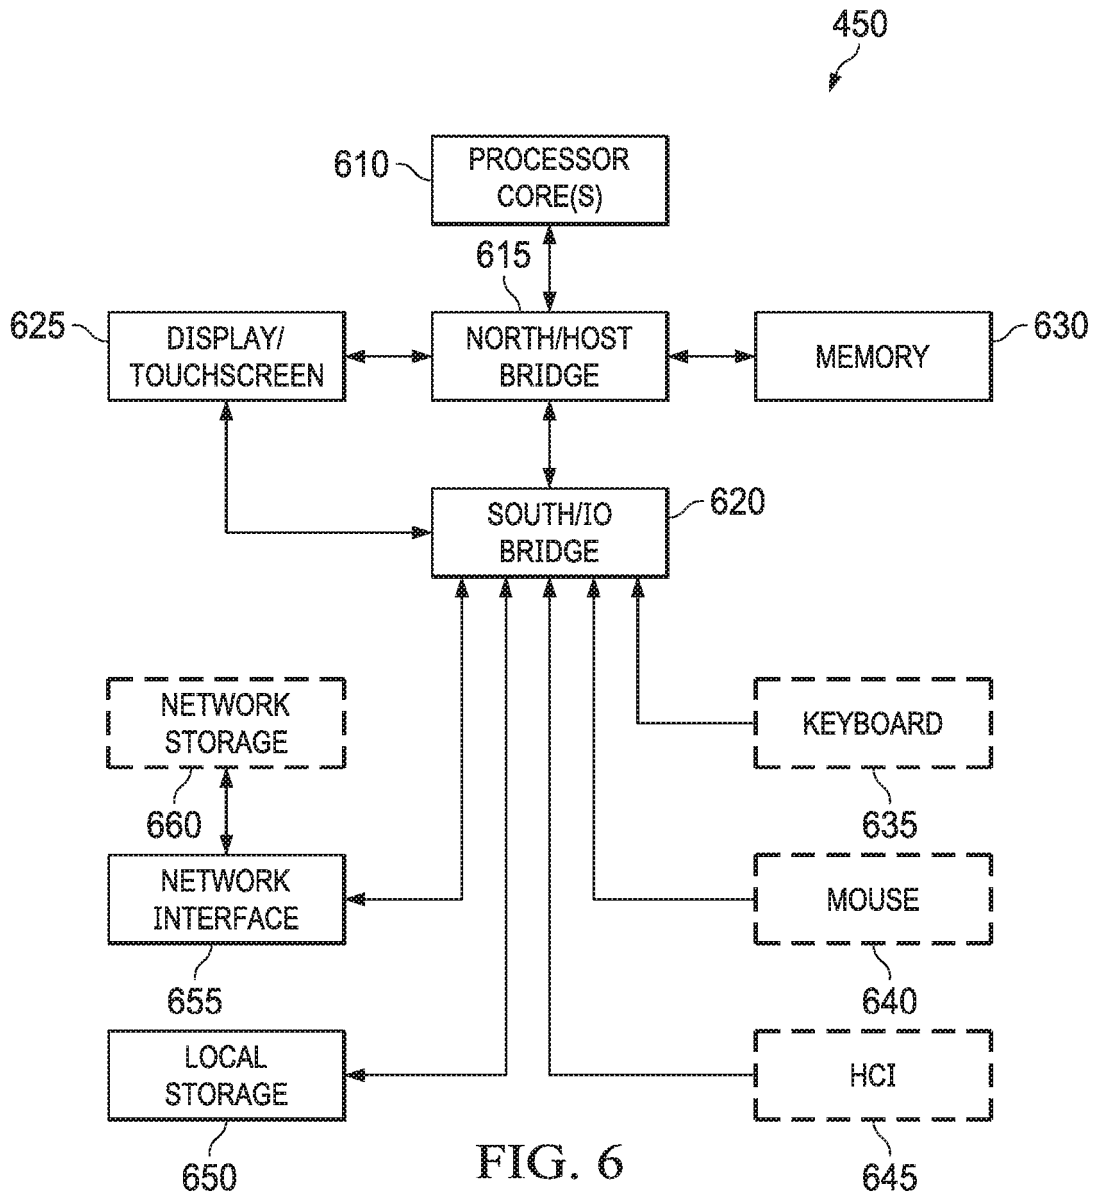 450
610
PROCESSOR
CORE(S)
615
625
DISPLAY/
TOUCHSCREEN
NORTH/HOST
BRIDGE
MEMORY
630
SOUTH/IO
BRIDGE
620
NETWORK
STORAGE
660
KEYBOARD
635
NETWORK
INTERFACE
655
MOUSE
640
LOCAL
STORAGE
650
HCI
645
FIG. 6